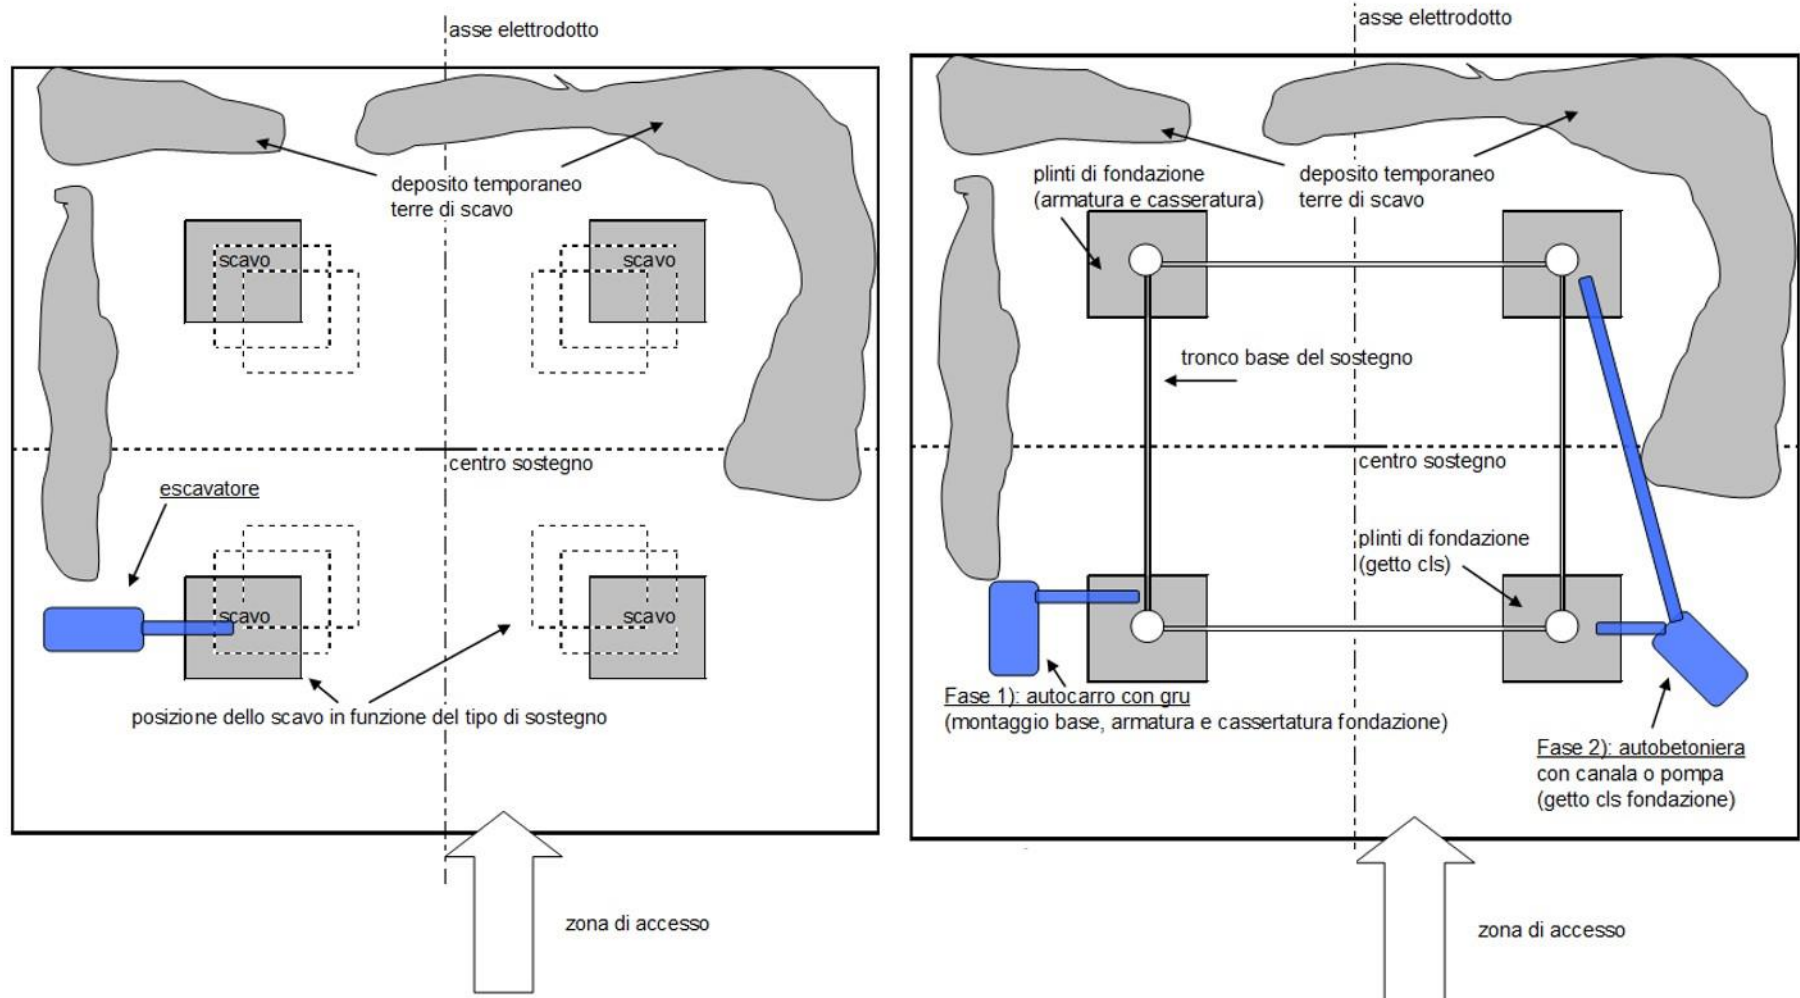 asse elettrodotto
deposito temporaneo
terre di scavo
scavo
scavo
centro sostegno
escavatore
scavo
scavo
posizione dello scavo in funzione del tipo di sostegno
zona di accesso
asse elettrodotto
plinti di fondazione
(armatura e casseratura)
deposito temporaneo
terre di scavo
tronco base del sostegno
centro sostegno
plinti di fondazione
(getto cls)
Fase 1): autocarro con gru
(montaggio base, armatura e cassertatura fondazione)
Fase 2): autobetoniera
con canala o pompa
(getto cls fondazione)
zona di accesso